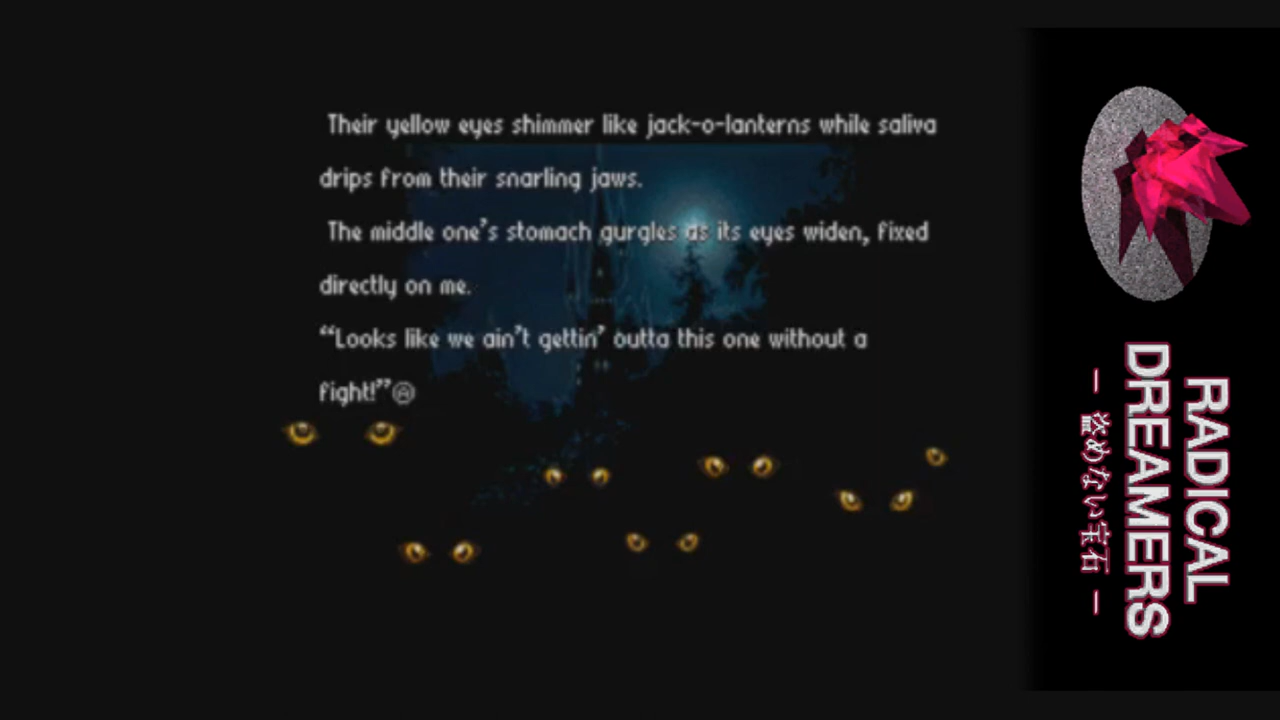 Their yellow eyes shimmer like jack-o-lanterns while saliva
drips from their snarling jaws.
The middle one's stomach gurgles as its eyes widen, fixed
directly on me.
“Looks like we ain't gettin' outta this one without a
fight!”Ⓐ
RADICAL
DREAMERS
— 盗めない宝石 —